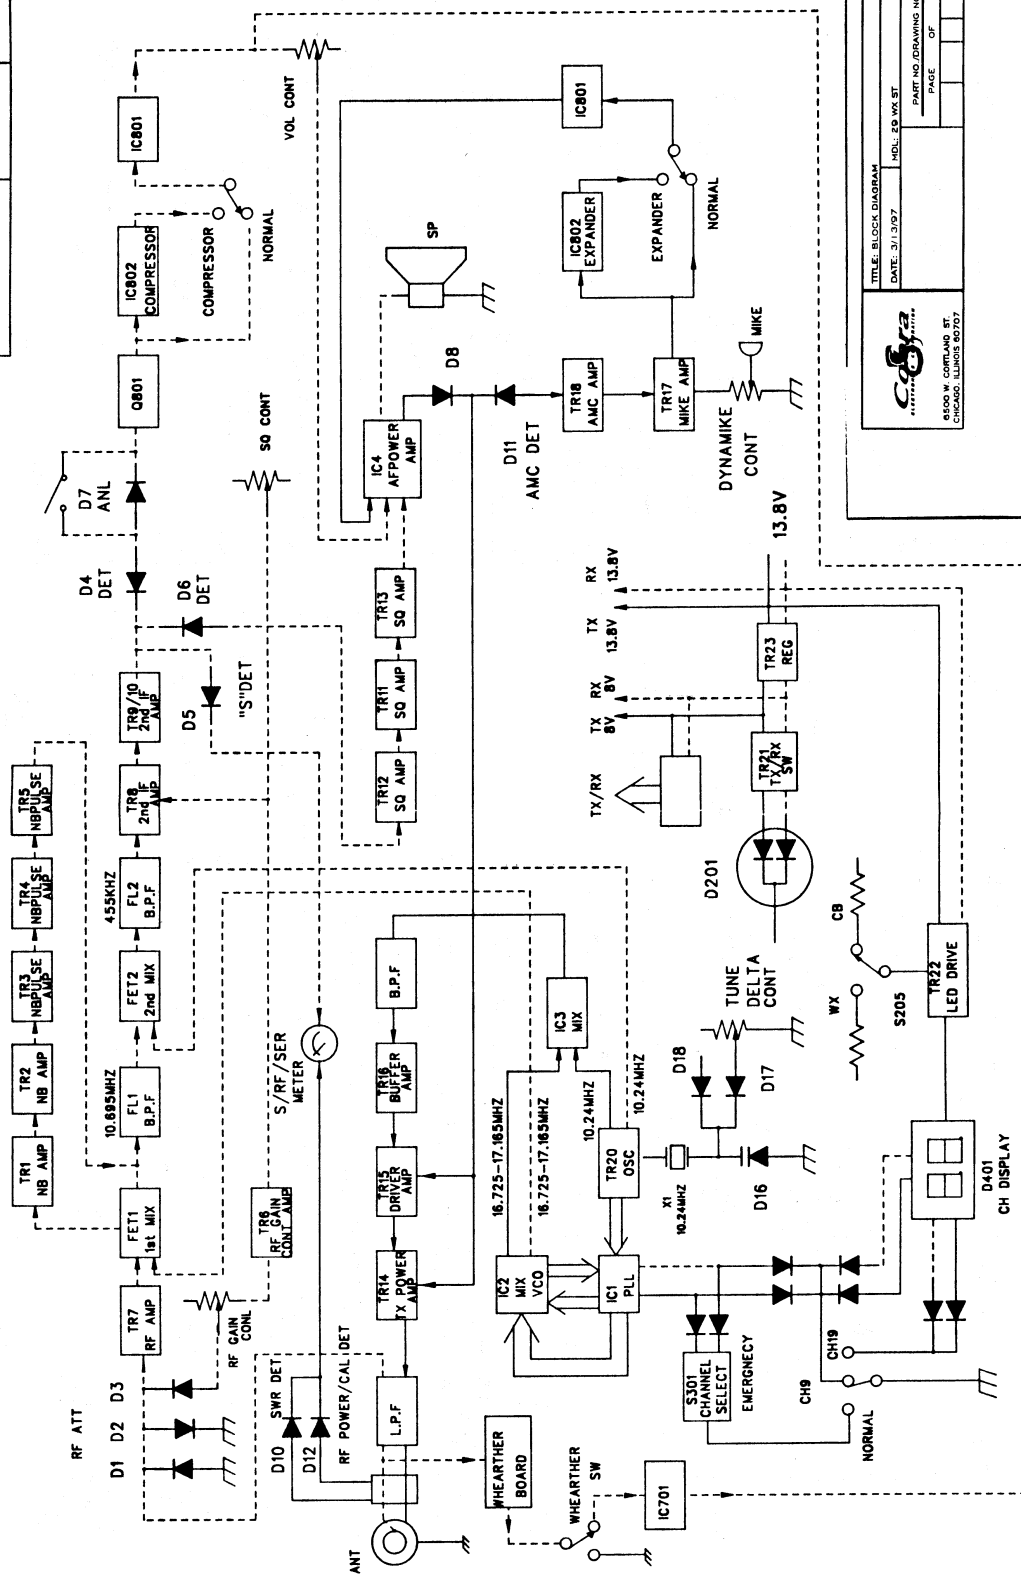 RF ATT
D1
D2
D3
TR7
RF AMP
RF GAIN
CONL
FET1
1st MIX
TR1
NB AMP
TR2
NB AMP
TR3
NBPULSE
AMP
TR4
NBPULSE
AMP
TR5
NBPULSE
AMP
10.695MHZ
FL1
B.P.F
FET2
2nd MIX
455KHZ
FL2
B.P.F
TR8
2nd IF
AMP
TR9/10
2nd IF
AMP
D4
DET
D7
ANL
Q801
IC802
COMPRESSOR
COMPRESSOR
NORMAL
IC801
VOL CONT
D6
DET
D5
"S"DET
SQ CONT
TR6
RF GAIN
CONT AMP
S/RF/SER
METER
SWR DET
D10
D12
RF POWER/CAL DET
ANT
L.P.F
TR14
TX POWER
AMP
TR15
DRIVER
AMP
TR16
BUFFER
AMP
B.P.F
TR12
SQ AMP
TR11
SQ AMP
TR13
SQ AMP
IC4
AFPOWER
AMP
SP
D8
D11
AMC DET
TR18
AMC AMP
TR17
MIKE AMP
IC802
EXPANDER
EXPANDER
NORMAL
IC801
MIKE
DYNAMIKE
CONT
WHEARTHER
BOARD
WHEARTHER
SW
IC701
IC2
MIX
VCO
16.725-17.165MHZ
16.725-17.165MHZ
IC3
MIX
10.24MHZ
10.24MHZ
IC1
PLL
TR20
OSC
X1
10.24MHZ
D18
D17
D16
TUNE
DELTA
CONT
D201
TR21
TX/RX
SW
TR23
REG
TX/RX
TX
8V
RX
8V
TX
13.8V
RX
13.8V
13.8V
S301
CHANNEL
SELECT
EMERGNECY
CH9
CH19
NORMAL
D401
CH DISPLAY
WX
CB
S205
TR22
LED DRIVE
Cobra
6500 W. CORTLAND ST.
CHICAGO, ILLINOIS 60707
TITLE: BLOCK DIAGRAM
DATE: 3/13/97
MDL: 29 WX ST
PART NO./DRAWING NO
PAGE OF